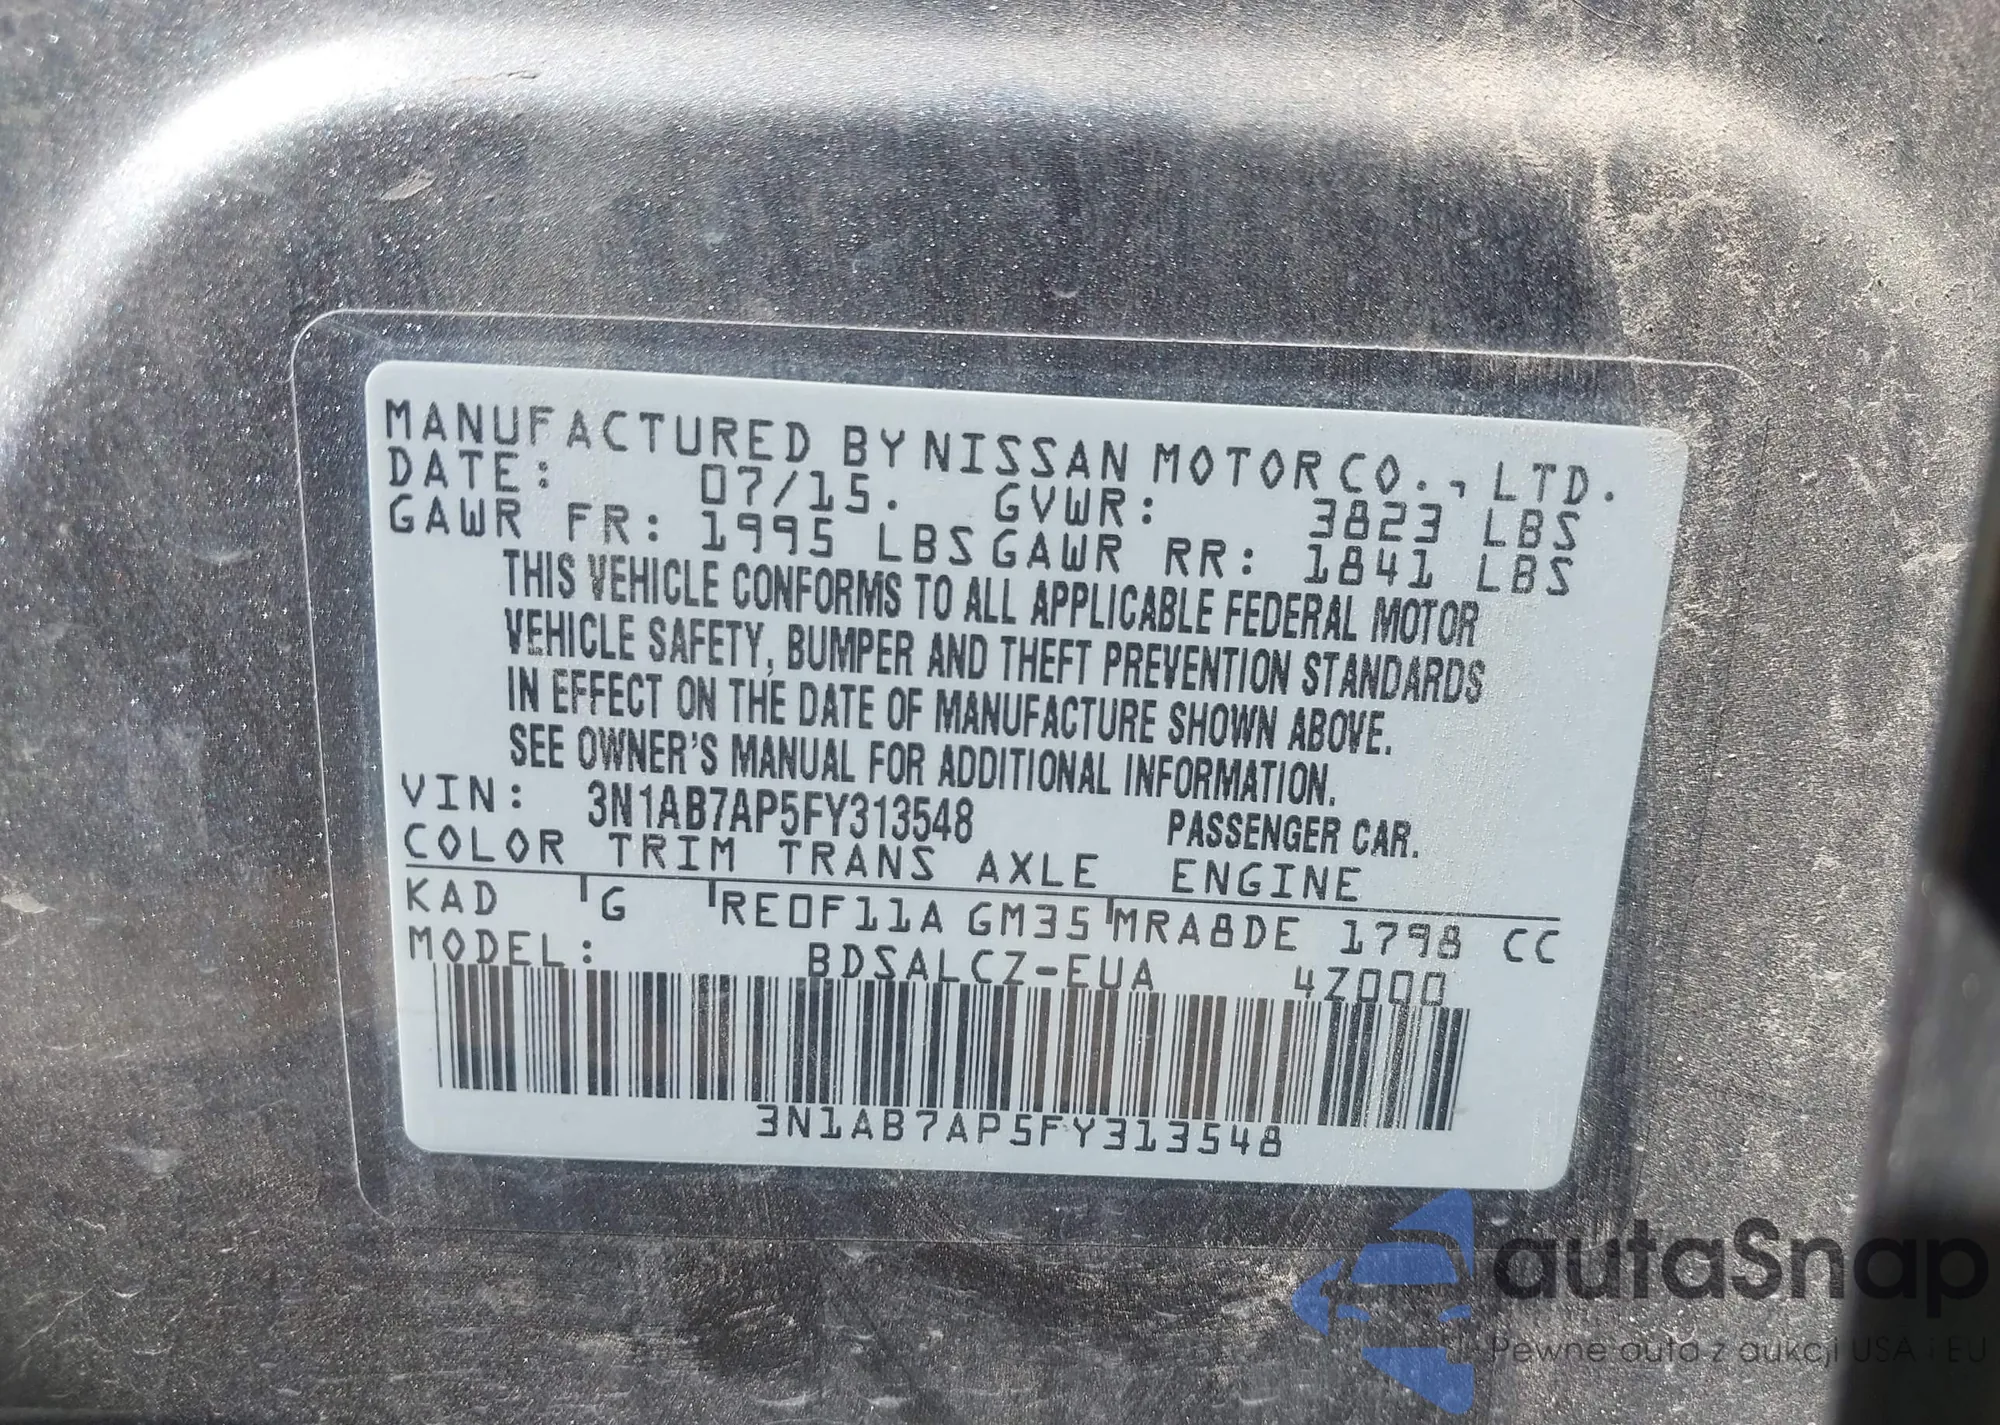 MANUFACTURED BY NISSAN MOTOR CO., LTD.
DATE: 07/15. GVWR: 3823 LBS
GAWR FR: 1995 LBS GAWR RR: 1841 LBS
THIS VEHICLE CONFORMS TO ALL APPLICABLE FEDERAL MOTOR
VEHICLE SAFETY, BUMPER AND THEFT PREVENTION STANDARDS
IN EFFECT ON THE DATE OF MANUFACTURE SHOWN ABOVE.
SEE OWNER'S MANUAL FOR ADDITIONAL INFORMATION.
VIN: 3N1AB7AP5FY313548 PASSENGER CAR.
COLOR TRIM TRANS AXLE ENGINE
KAD G RE0F11A GM35 MRA8DE 1798 CC
MODEL: BDSALCZ-EUA 4Z000
3N1AB7AP5FY313548
autaSnap
Pewne auta z aukcji USA i EU